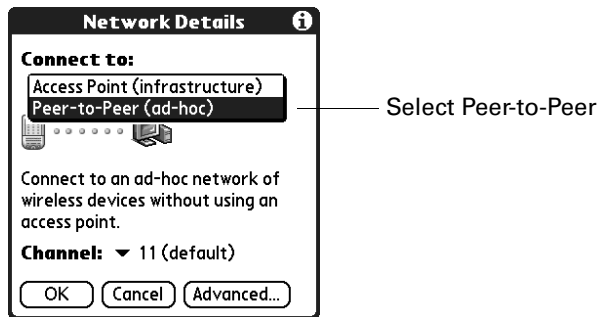 Network Details
Connect to:
Access Point (infrastructure)
Peer-to-Peer (ad-hoc)
Select Peer-to-Peer
Connect to an ad-hoc network of
wireless devices without using an
access point.
Channel: 11 (default)
OK Cancel Advanced...